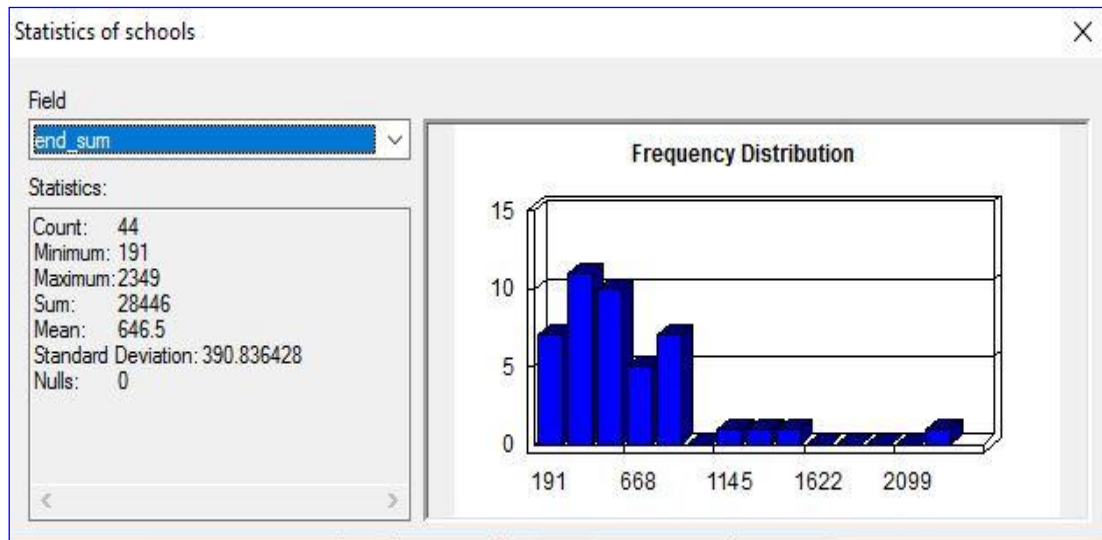 Statistics of schools
Field
end_sum
Statistics:
Count: 44
Minimum: 191
Maximum: 2349
Sum: 28446
Mean: 646.5
Standard Deviation: 390.836428
Nulls: 0
Frequency Distribution
15
10
5
0
191 668 1145 1622 2099